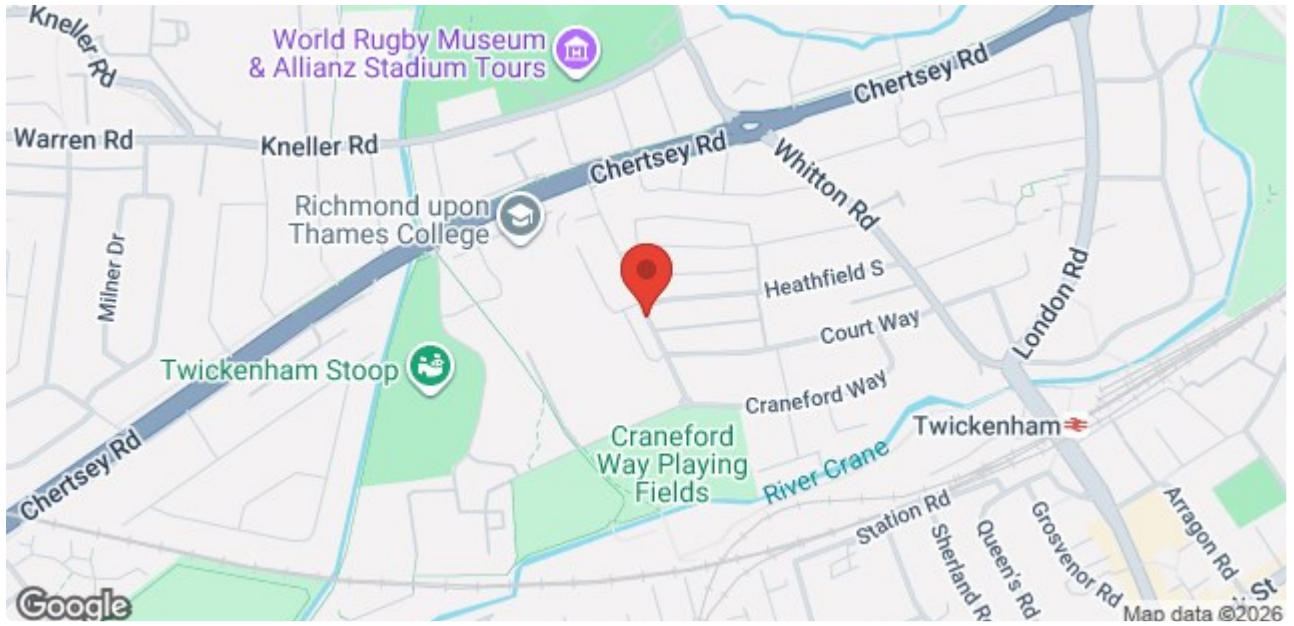 Kneller Rd
World Rugby Museum
& Allianz Stadium Tours
Chertsey Rd
Warren Rd
Kneller Rd
Chertsey Rd
Whitton Rd
Richmond upon
Thames College
Milner Dr
Heathfield S
London Rd
Court Way
Twickenham Stoop
Craneford Way
Twickenham
Craneford
Way Playing
Fields
River Crane
Chertsey Rd
Station Rd
Sherland R
Queen's Rd
Grosvenor Rd
Arragon Rd
St
Google
Map data ©2026